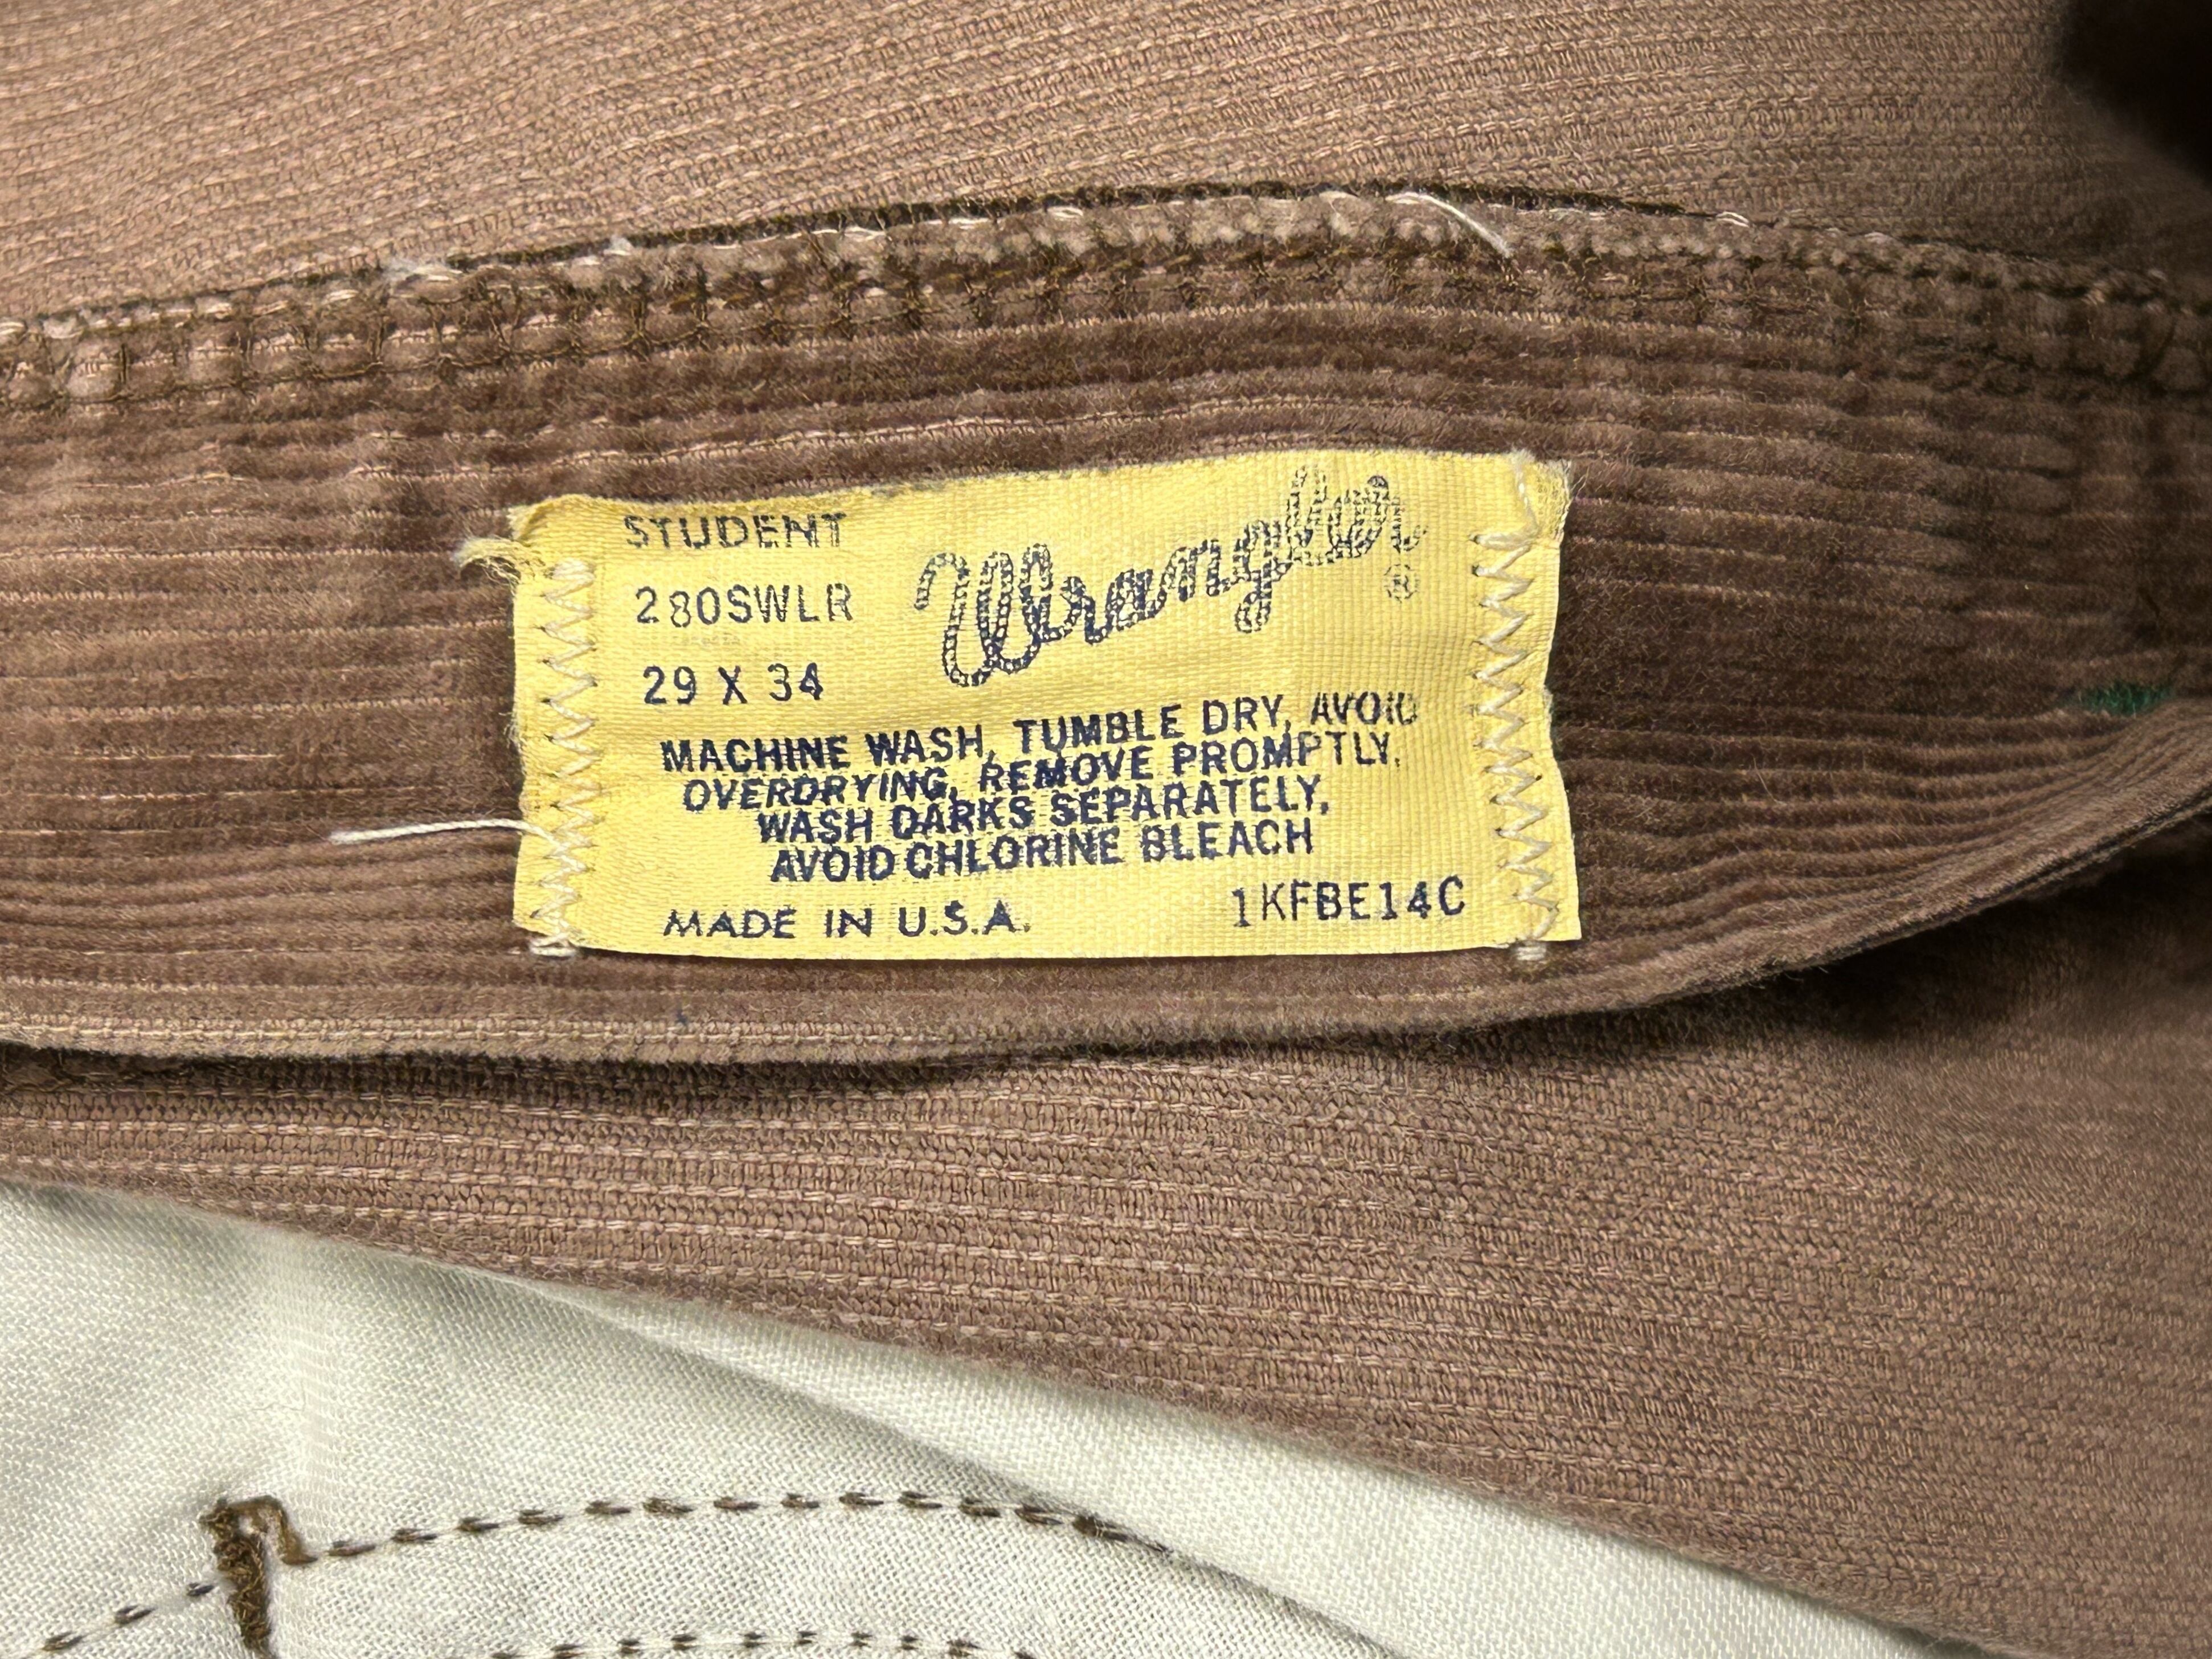 STUDENT
Wrangler®
280SWLR
29 X 34
MACHINE WASH, TUMBLE DRY, AVOID
OVERDRYING, REMOVE PROMPTLY,
WASH DARKS SEPARATELY,
AVOID CHLORINE BLEACH
MADE IN U.S.A. 1KFBE14C